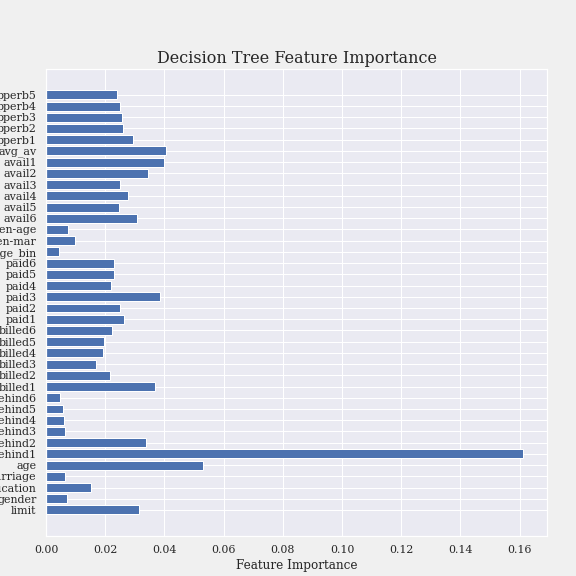 Decision Tree Feature Importance
pperb5
pperb4
pperb3
pperb2
pperb1
avg_av
avail1
avail2
avail3
avail4
avail5
avail6
en-age
en-mar
ge_bin
paid6
paid5
paid4
paid3
paid2
paid1
billed6
billed5
billed4
billed3
billed2
billed1
ehind6
ehind5
ehind4
ehind3
ehind2
ehind1
age
rriage
ucation
gender
limit
0.00 0.02 0.04 0.06 0.08 0.10 0.12 0.14 0.16
Feature Importance